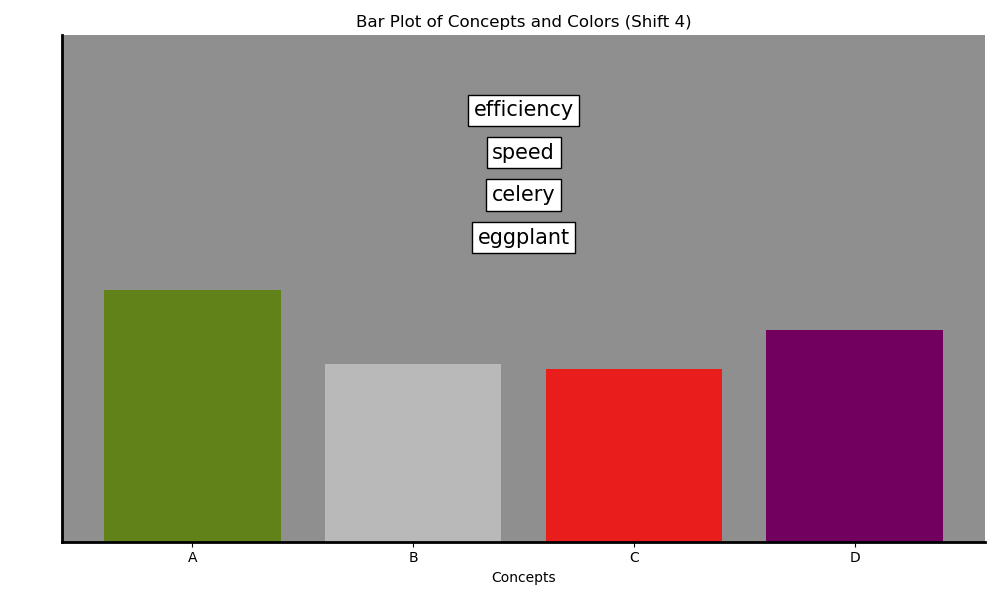 Bar Plot of Concepts and Colors (Shift 4)
efficiency
speed
celery
eggplant
A B C D
Concepts